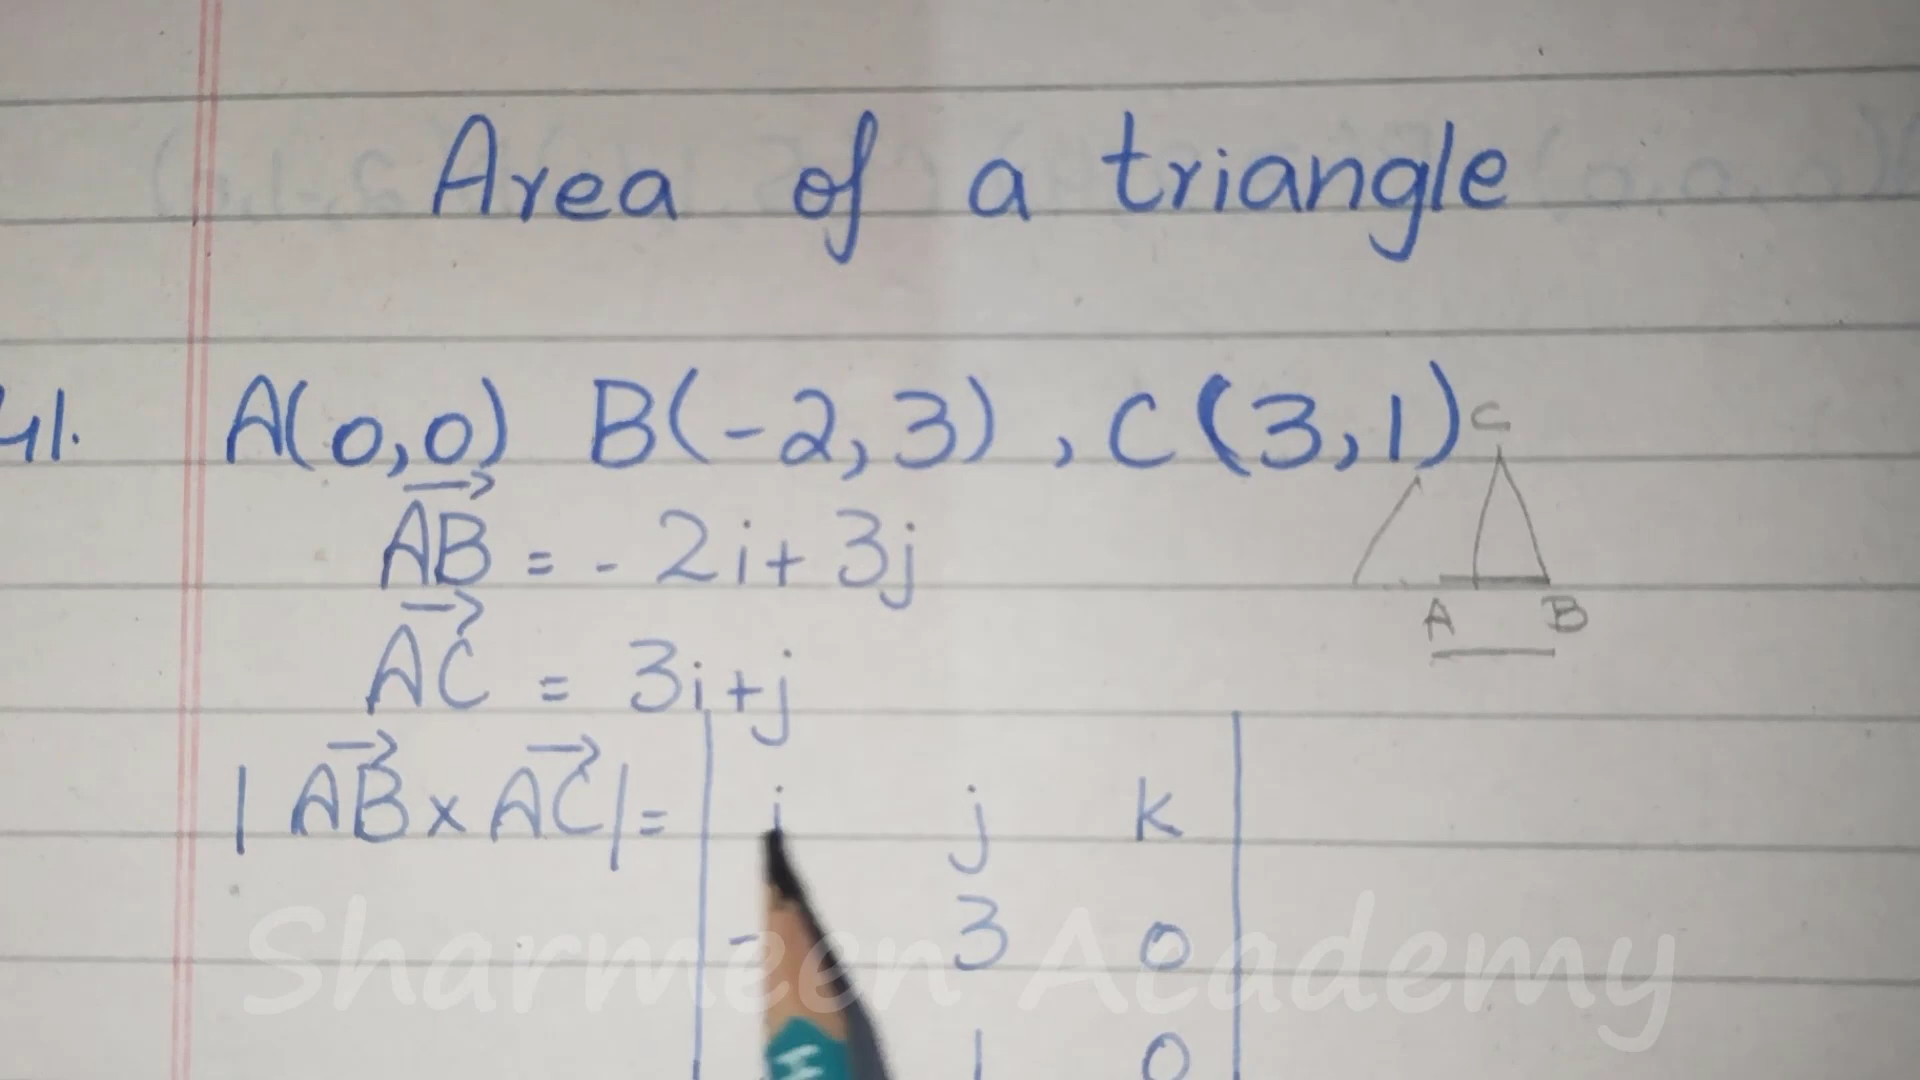 Area of a triangle
41. A(0,0) B(-2,3), C(3,1)
C
AB = -2i+3j
A B
AC = 3i+j
|AB × AC| = | i j k |
- 3 0
Sharmeen Academy
1 0